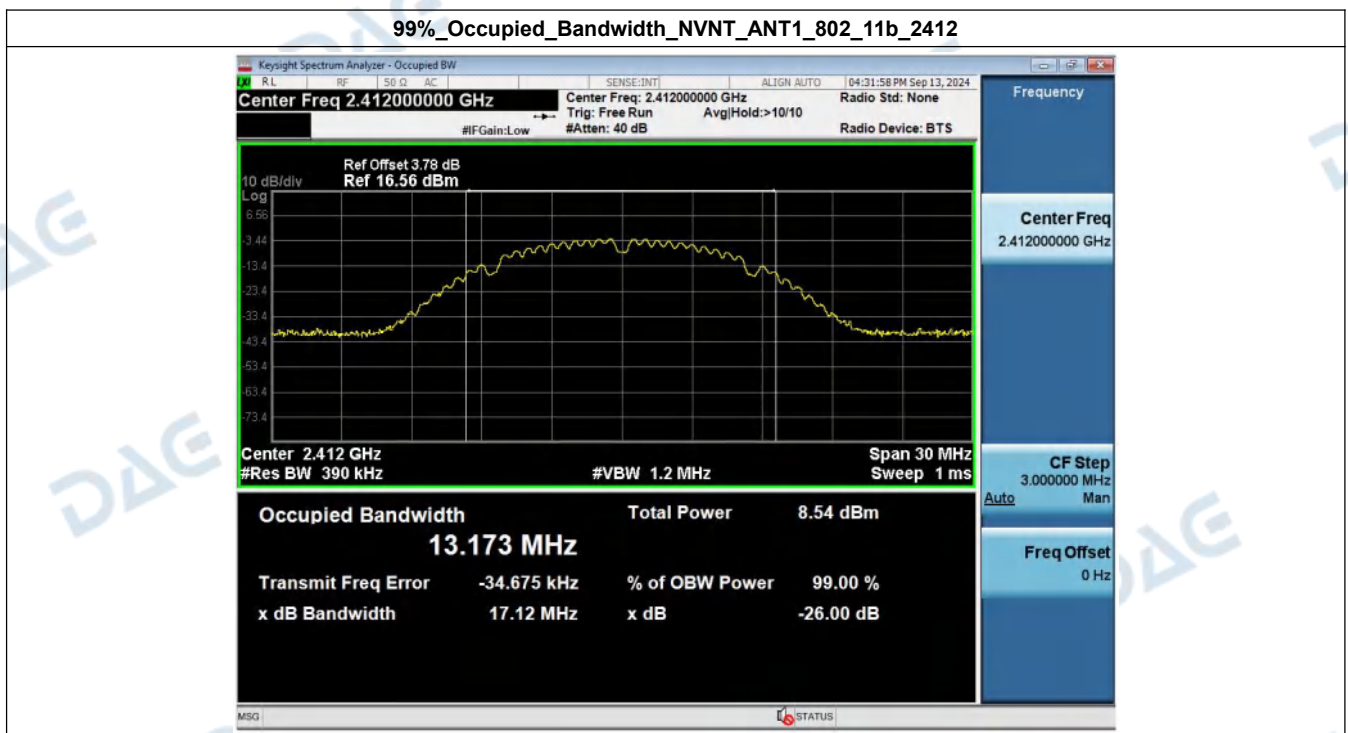 99%_Occupied_Bandwidth_NVNT_ANT1_802_11b_2412
Keysight Spectrum Analyzer - Occupied BW
LXI RL RF 50 Ω AC SENSE:INT ALIGN AUTO 04:31:58 PM Sep 13, 2024
Center Freq 2.412000000 GHz Center Freq: 2.412000000 GHz Radio Std: None
Trig: Free Run Avg|Hold:>10/10
#IFGain:Low #Atten: 40 dB Radio Device: BTS
Ref Offset 3.78 dB
10 dB/div Ref 16.56 dBm
Log
6.56
-3.44
-13.4
-23.4
-33.4
-43.4
-53.4
-63.4
-73.4
Center 2.412 GHz Span 30 MHz
#Res BW 390 kHz #VBW 1.2 MHz Sweep 1 ms
Occupied Bandwidth Total Power 8.54 dBm
13.173 MHz
Transmit Freq Error -34.675 kHz % of OBW Power 99.00 %
x dB Bandwidth 17.12 MHz x dB -26.00 dB
MSG STATUS
Frequency
Center Freq
2.412000000 GHz
CF Step
3.000000 MHz
Auto Man
Freq Offset
0 Hz
DAE
DAE
DAE